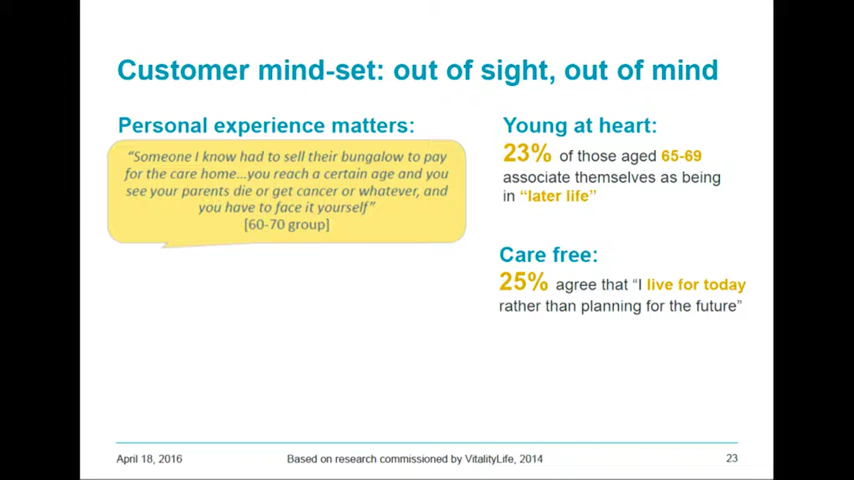 Customer mind-set: out of sight, out of mind
Personal experience matters:
“Someone I know had to sell their bungalow to pay
for the care home...you reach a certain age and you
see your parents die or get cancer or whatever, and
you have to face it yourself”
[60-70 group]
Young at heart:
23% of those aged 65-69
associate themselves as being
in “later life”
Care free:
25% agree that “I live for today
rather than planning for the future”
April 18, 2016
Based on research commissioned by VitalityLife, 2014
23